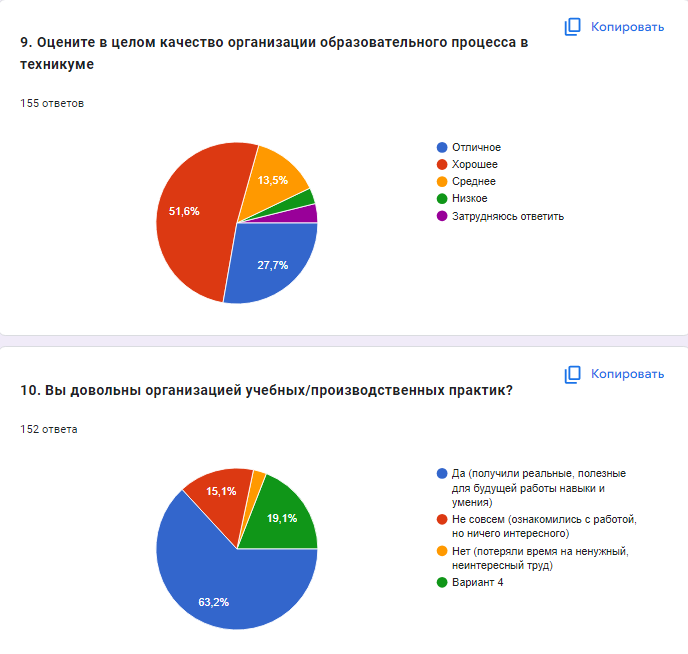 Копировать
9. Оцените в целом качество организации образовательного процесса в
техникуме
155 ответов
Отличное
Хорошее
Среднее
Низкое
Затрудняюсь ответить
13,5%
51,6%
27,7%
Копировать
10. Вы довольны организацией учебных/производственных практик?
152 ответа
Да (получили реальные, полезные
для будущей работы навыки и
умения)
Не совсем (ознакомились с работой,
но ничего интересного)
Нет (потеряли время на ненужный,
неинтересный труд)
Вариант 4
15,1%
19,1%
63,2%